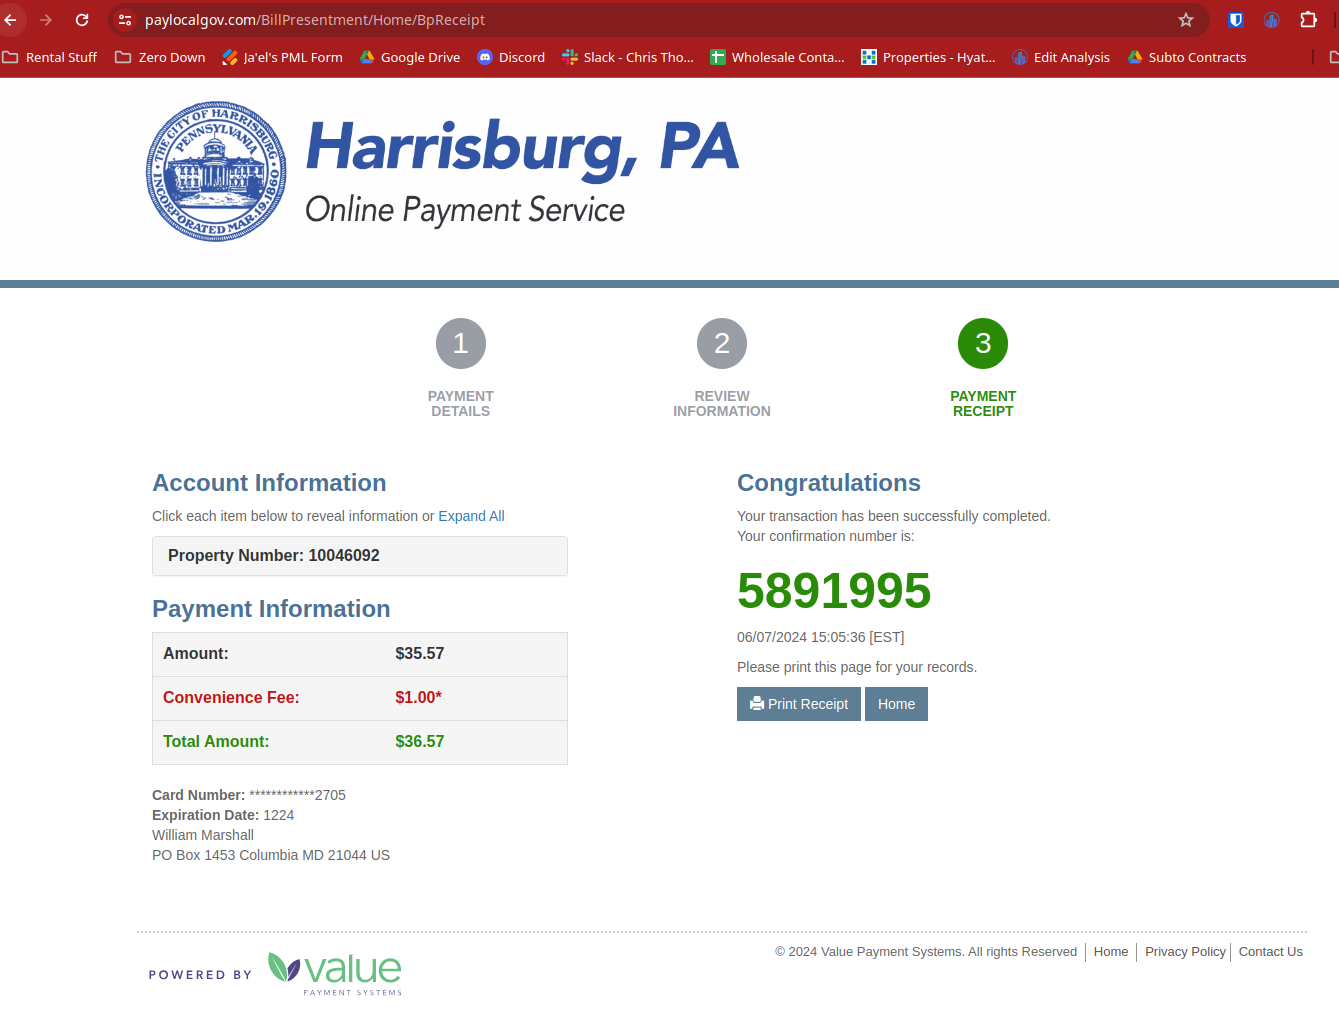 paylocalgov.com/BillPresentment/Home/BpReceipt
Rental Stuff
Zero Down
Ja'el's PML Form
Google Drive
Discord
Slack - Chris Tho...
Wholesale Conta...
Properties - Hyat...
Edit Analysis
Subto Contracts
THE CITY OF HARRISBURG
PENNSYLVANIA
INCORPORATED MAR.19,1860
Harrisburg, PA
Online Payment Service
1
PAYMENT
DETAILS
2
REVIEW
INFORMATION
3
PAYMENT
RECEIPT
Account Information
Click each item below to reveal information or Expand All
Property Number: 10046092
Payment Information
Amount: $35.57
Convenience Fee: $1.00*
Total Amount: $36.57
Card Number: ************2705
Expiration Date: 1224
William Marshall
PO Box 1453 Columbia MD 21044 US
Congratulations
Your transaction has been successfully completed.
Your confirmation number is:
5891995
06/07/2024 15:05:36 [EST]
Please print this page for your records.
Print Receipt
Home
POWERED BY
value
PAYMENT SYSTEMS
© 2024 Value Payment Systems. All rights Reserved
Home
Privacy Policy
Contact Us